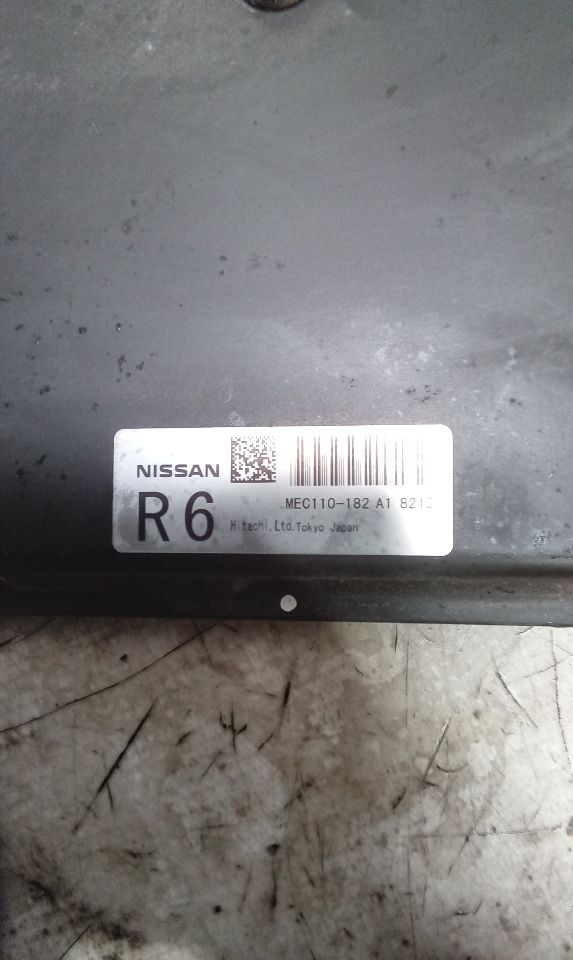 NISSAN
R6
MEC110-182 A1
Hitachi,Ltd.Tokyo Japan